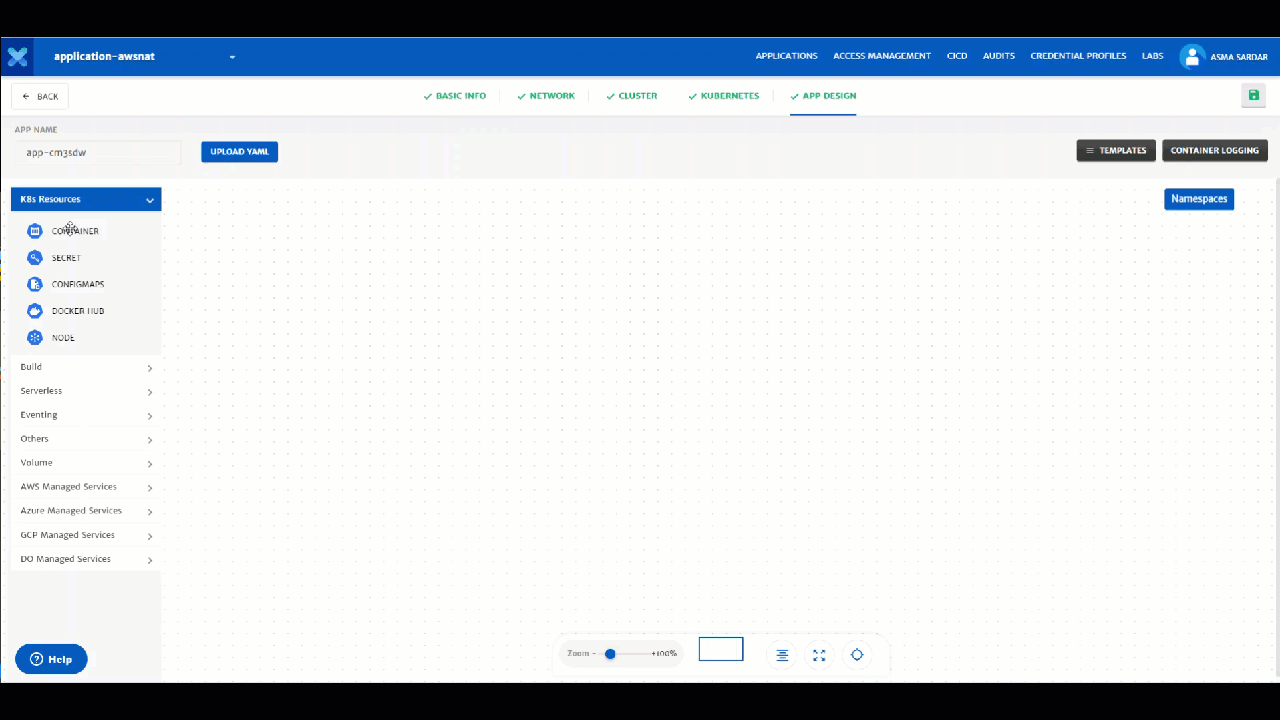 application-awsnat
APPLICATIONS ACCESS MANAGEMENT CICD AUDITS CREDENTIAL PROFILES LABS ASMA SARDAR
BACK
BASIC INFO NETWORK CLUSTER KUBERNETES APP DESIGN
APP NAME
app-cm3sdw
UPLOAD YAML
TEMPLATES
CONTAINER LOGGING
K8s Resources
Namespaces
CONTAINER
SECRET
CONFIGMAPS
DOCKER HUB
NODE
Build
Serverless
Eventing
Others
Volume
AWS Managed Services
Azure Managed Services
GCP Managed Services
DO Managed Services
Zoom - +100%
Help